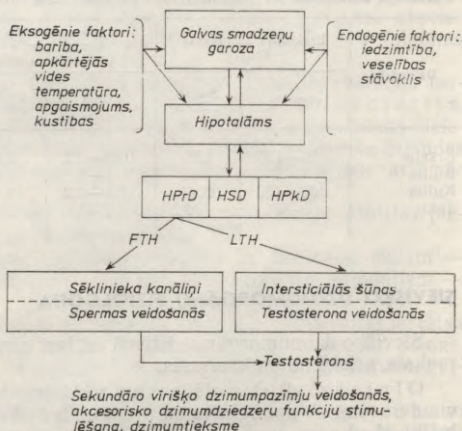 Eksogēnie faktori:
barība,
apkārtējās
vides
temperatūra,
apgaismojums,
kustības
Galvas smadzeņu
garoza
Endogēnie faktori:
iedzimtība,
veselības
stāvoklis
Hipotalāms
HPrD
HSD
HPkD
FTH
LTH
Sēklinieka kanāliņi
Spermas veidošanās
Intersticiālās šūnas
Testosterona veidošanās
Testosterons
Sekundāro vīrišķo dzimumpazīmju veidošanās,
akcesorisko dzimumdziedzeru funkciju stimu-
lēšana, dzimumtieksme